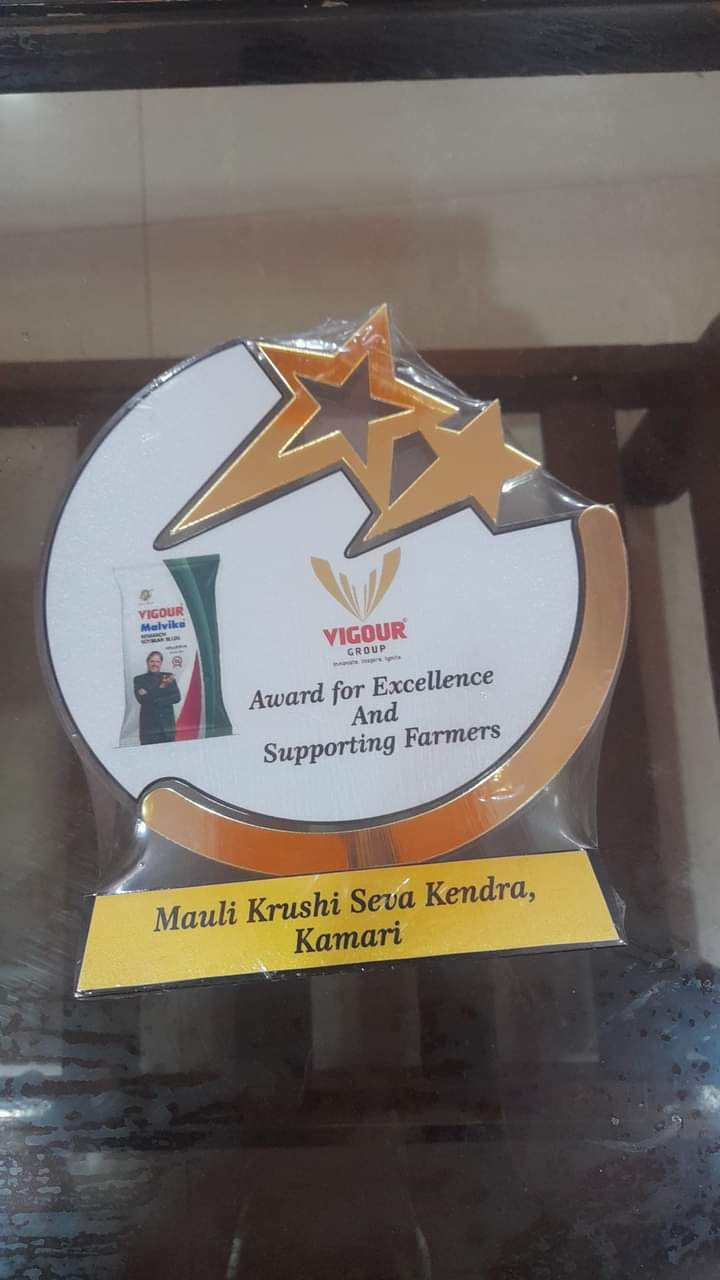 VIGOUR
Malvika
RESEARCH
SOYBEAN SEEDS
VIGOUR®
GROUP
Innovate. Inspire. Ignite.
Award for Excellence
And
Supporting Farmers
Mauli Krushi Seva Kendra,
Kamari